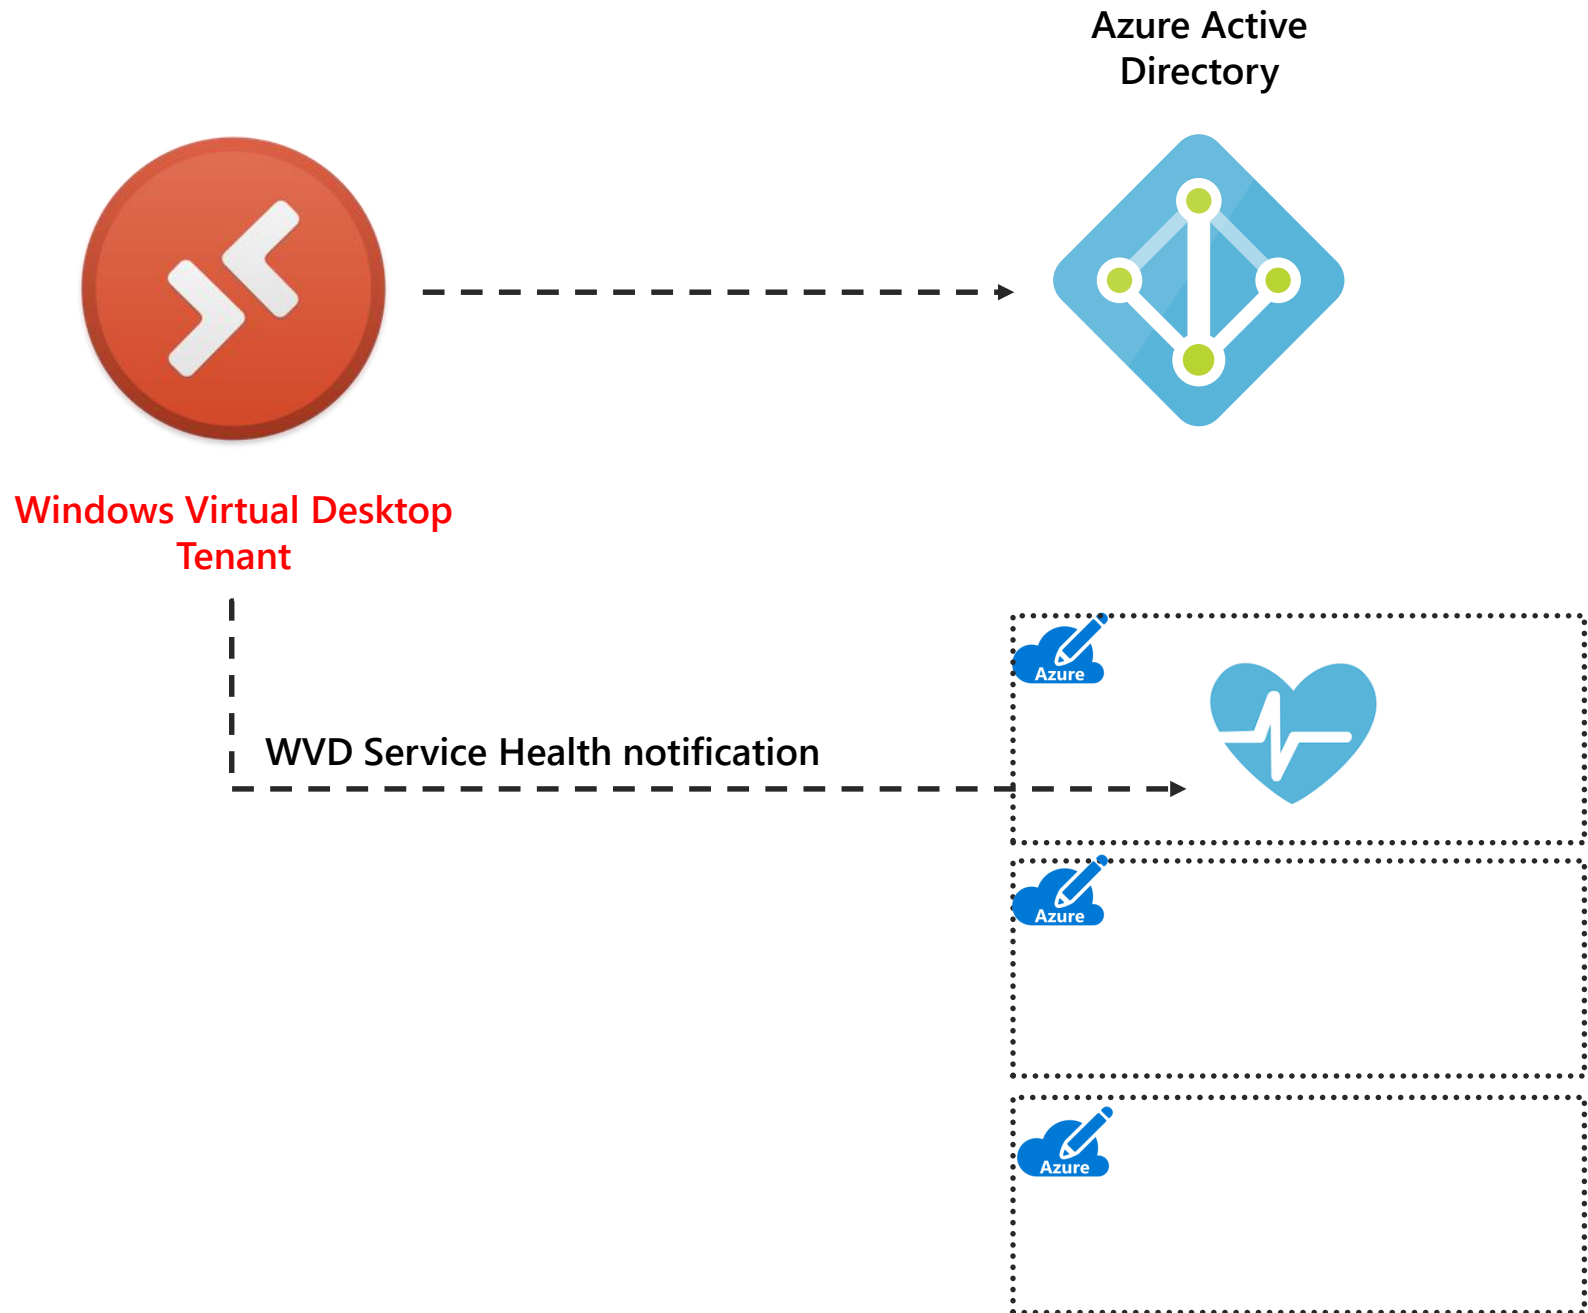 Azure Active
Directory
Windows Virtual Desktop
Tenant
Azure
WVD Service Health notification
Azure
Azure